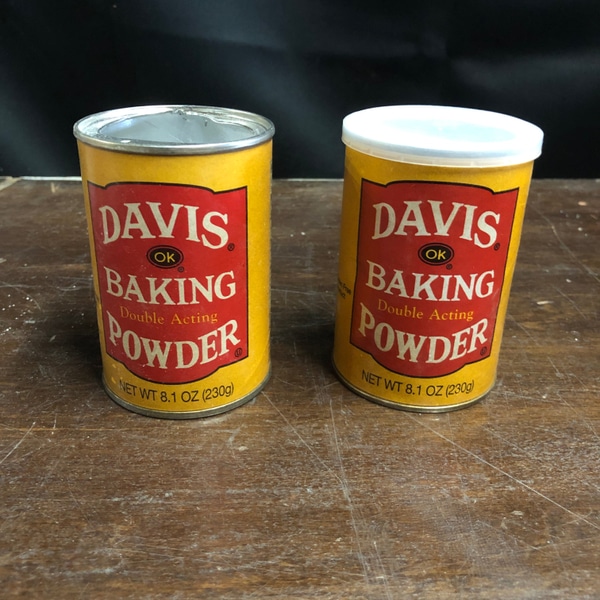 DAVIS ®
OK ®
BAKING
Double Acting
POWDER ®
NET WT 8.1 OZ (230g)
DAVIS ®
OK ®
BAKING
Double Acting
POWDER ®
NET WT 8.1 OZ (230g)